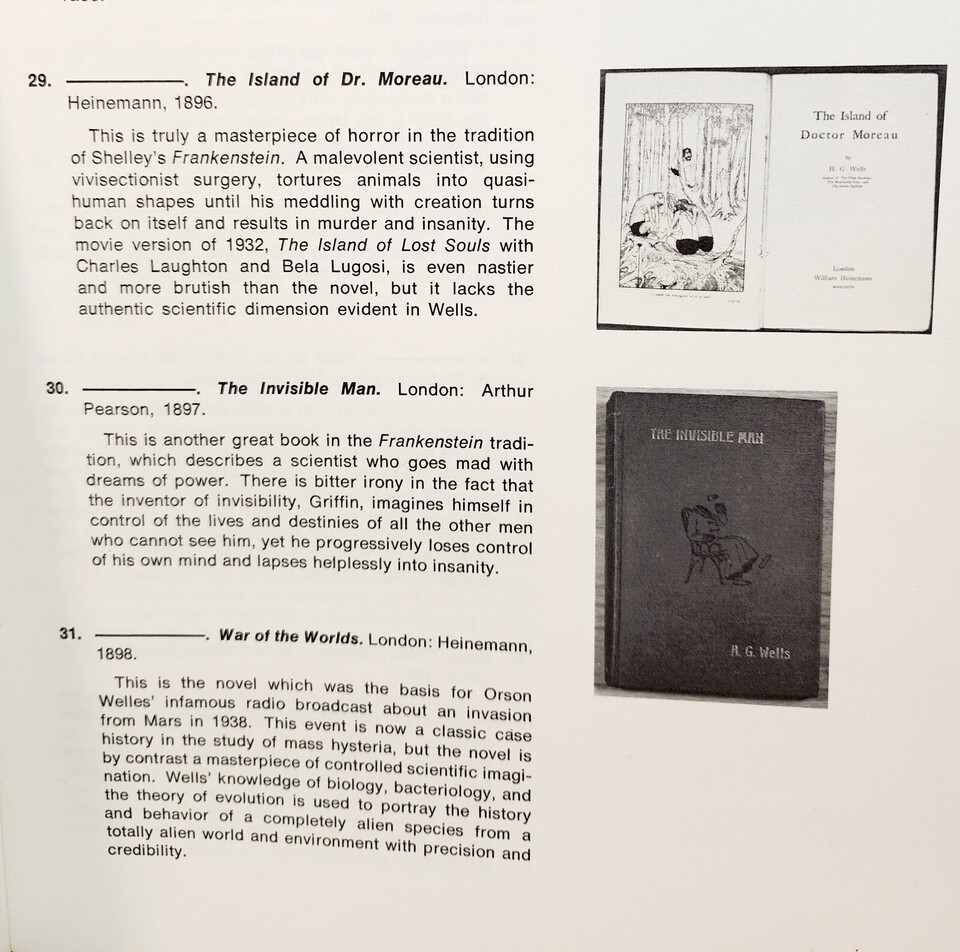 29. ________. The Island of Dr. Moreau. London:
Heinemann, 1896.
This is truly a masterpiece of horror in the tradition
of Shelley's Frankenstein. A malevolent scientist, using
vivisectionist surgery, tortures animals into quasi-
human shapes until his meddling with creation turns
back on itself and results in murder and insanity. The
movie version of 1932, The Island of Lost Souls with
Charles Laughton and Bela Lugosi, is even nastier
and more brutish than the novel, but it lacks the
authentic scientific dimension evident in Wells.
The Island of
Doctor Moreau
by
H. G. Wells
London
William Heinemann
30. ________. The Invisible Man. London: Arthur
Pearson, 1897.
This is another great book in the Frankenstein tradi-
tion, which describes a scientist who goes mad with
dreams of power. There is bitter irony in the fact that
the inventor of invisibility, Griffin, imagines himself in
control of the lives and destinies of all the other men
who cannot see him, yet he progressively loses control
of his own mind and lapses helplessly into insanity.
THE INVISIBLE MAN
H. G. Wells
31. ________. War of the Worlds. London: Heinemann,
1898.
This is the novel which was the basis for Orson
Welles' infamous radio broadcast about an invasion
from Mars in 1938. This event is now a classic case
history in the study of mass hysteria, but the novel is
by contrast a masterpiece of controlled scientific imagi-
nation. Wells' knowledge of biology, bacteriology, and
the theory of evolution is used to portray the history
and behavior of a completely alien species from a
totally alien world and environment with precision and
credibility.